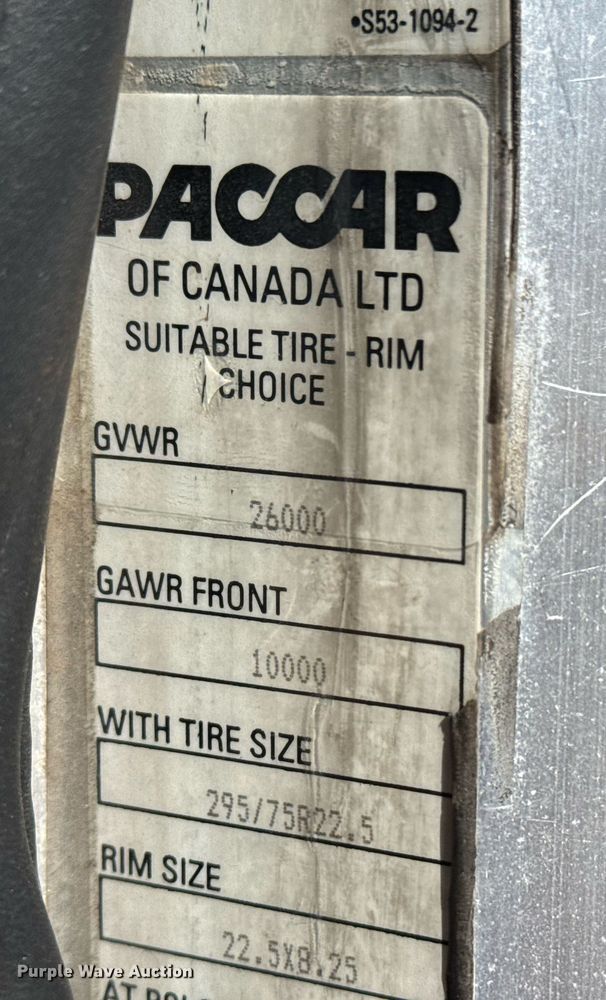 •S53-1094-2
PACCAR
OF CANADA LTD
SUITABLE TIRE - RIM
CHOICE
GVWR
26000
GAWR FRONT
10000
WITH TIRE SIZE
295/75R22.5
RIM SIZE
22.5X8.25
AT
Purple Wave Auction